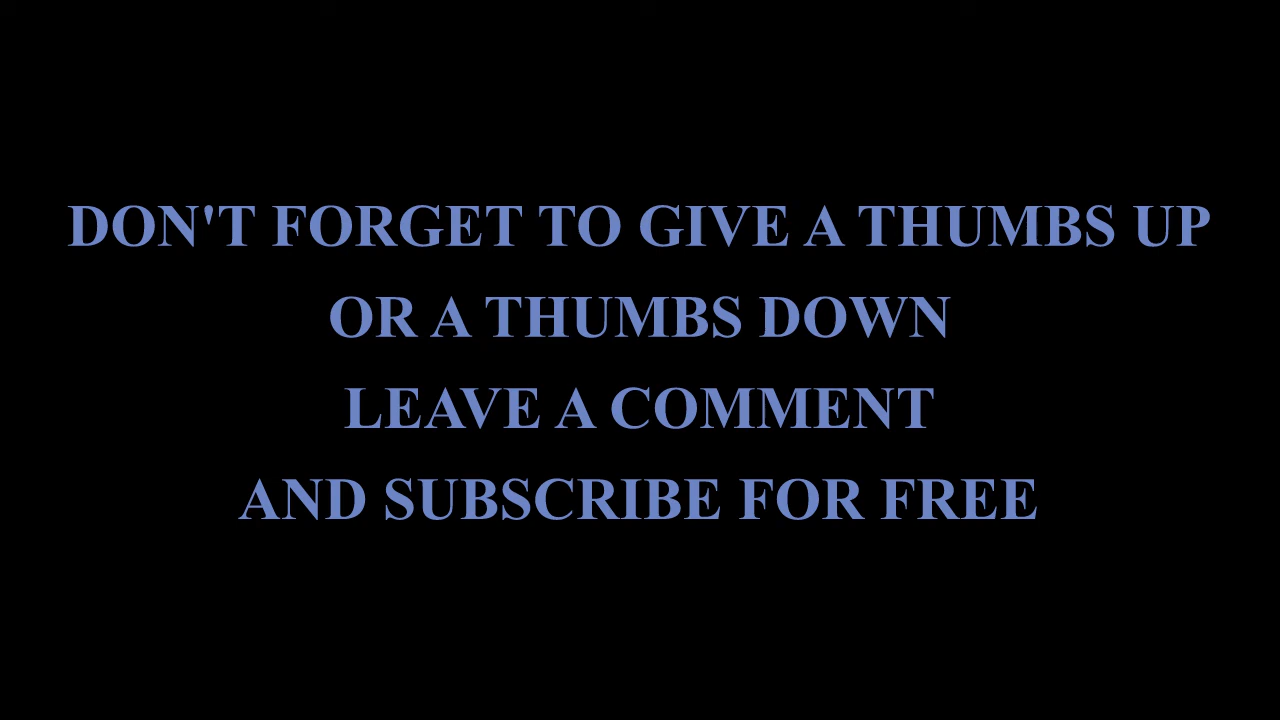 DON'T FORGET TO GIVE A THUMBS UP
OR A THUMBS DOWN
LEAVE A COMMENT
AND SUBSCRIBE FOR FREE